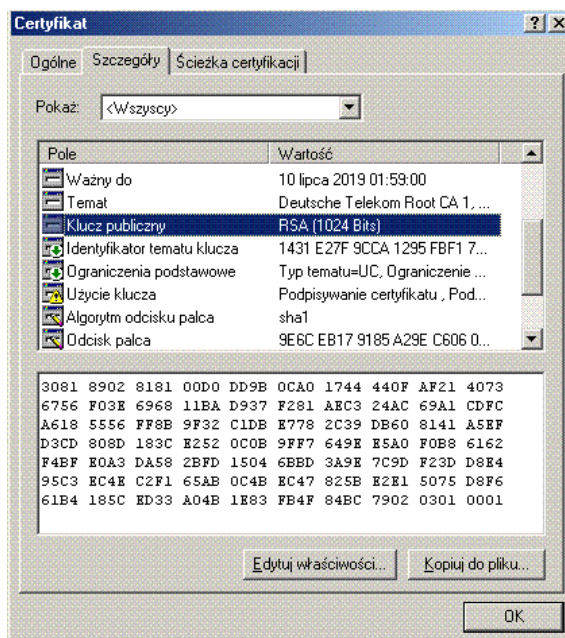 Certyfikat
Ogólne Szczegóły Ścieżka certyfikacji
Pokaż: <Wszyscy>
Pole Wartość
Ważny do 10 lipca 2019 01:59:00
Temat Deutsche Telekom Root CA 1, ...
Klucz publiczny RSA (1024 Bits)
Identyfikator tematu klucza 1431 E27F 9CCA 1295 FBF1 7...
Ograniczenia podstawowe Typ tematu=UC, Ograniczenie ...
Użycie klucza Podpisywanie certyfikatu , Pod...
Algorytm odcisku palca sha1
Odcisk palca 9E6C EB17 9185 A29E C606 0...
3081 8902 8181 00D0 DD9B 0CA0 1744 440F AF21 4073
6756 F03E 6968 11BA D937 F281 AEC3 24AC 69A1 CDFC
A618 5556 FF8B 9F32 C1DB E778 2C39 DB60 8141 A5EF
D3CD 808D 183C E252 0C0B 9FF7 649E E5A0 F0B8 6162
F4BF E0A3 DA58 2BFD 1504 6BBD 3A9E 7C9D F23D D8E4
95C3 EC4E C2F1 65AB 0C4B EC47 825B E2E1 5075 D8F6
61B4 185C ED33 A04B 1E83 FB4F 84BC 7902 0301 0001
Edytuj właściwości... Kopiuj do pliku...
OK